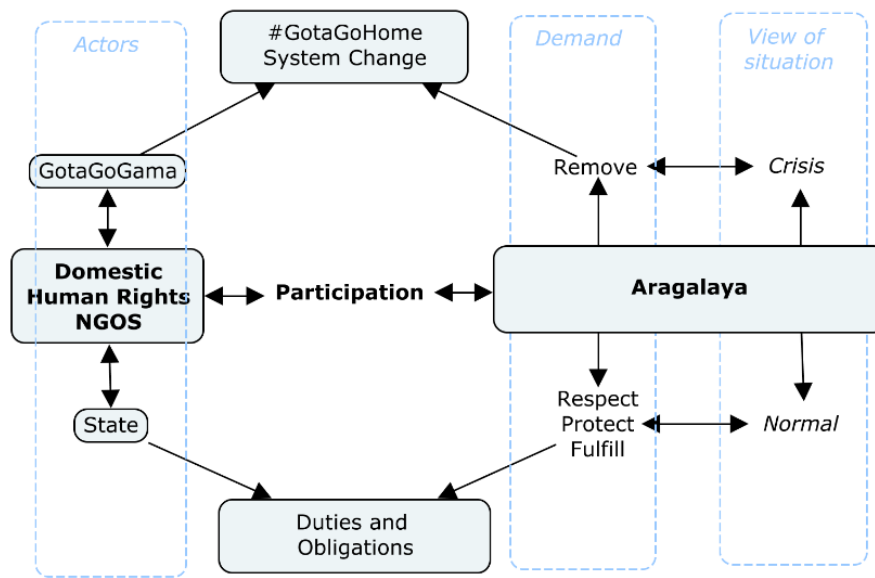 Actors
#GotaGoHome
System Change
Demand
View of
situation
GotaGoGama
Remove
Crisis
Domestic
Human Rights
NGOS
Participation
Aragalaya
State
Respect
Protect
Fulfill
Normal
Duties and
Obligations